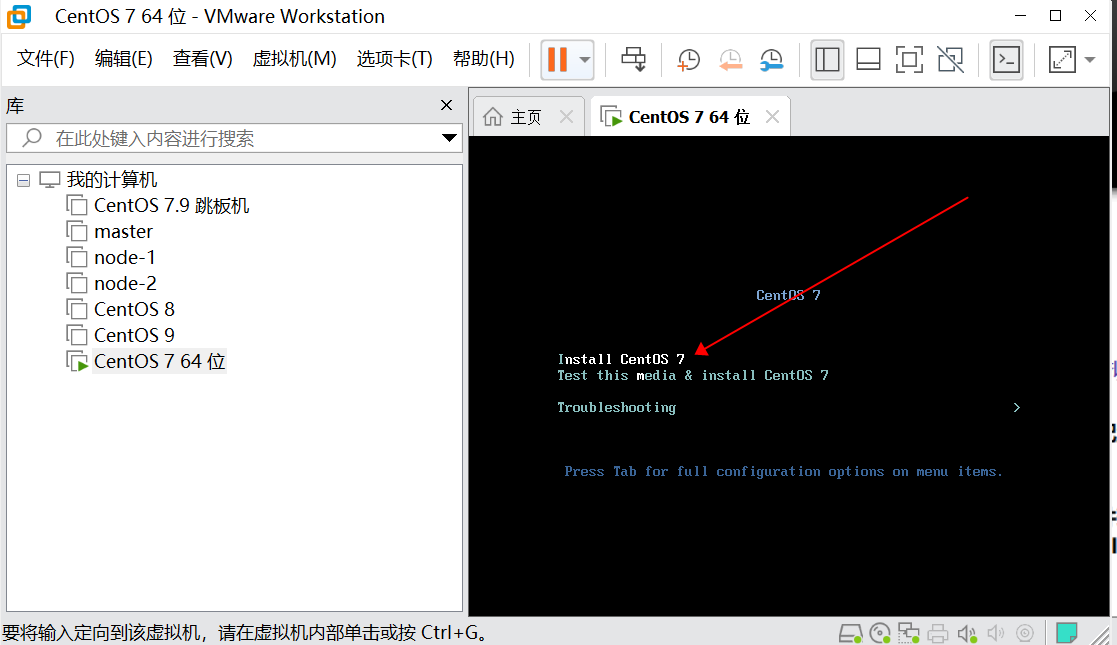 CentOS 7 64 位 - VMware Workstation
文件(F) 编辑(E) 查看(V) 虚拟机(M) 选项卡(T) 帮助(H)
库
在此处键入内容进行搜索
我的计算机
CentOS 7.9 跳板机
master
node-1
node-2
CentOS 8
CentOS 9
CentOS 7 64 位
主页
CentOS 7 64 位
CentOS 7
Install CentOS 7
Test this media & install CentOS 7
Troubleshooting >
Press Tab for full configuration options on menu items.
要将输入定向到该虚拟机，请在虚拟机内部单击或按 Ctrl+G。